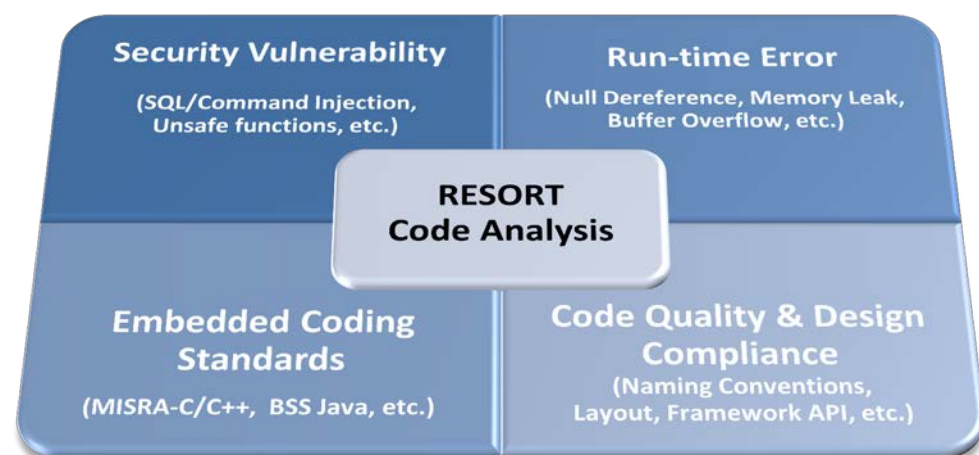 Security Vulnerability
(SQL/Command Injection,
Unsafe functions, etc.)
Run-time Error
(Null Dereference, Memory Leak,
Buffer Overflow, etc.)
RESORT
Code Analysis
Embedded Coding
Standards
(MISRA-C/C++, BSS Java, etc.)
Code Quality & Design
Compliance
(Naming Conventions,
Layout, Framework API, etc.)